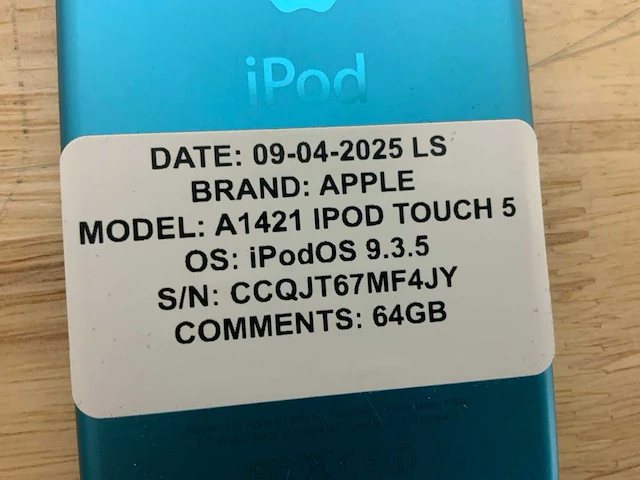 iPod
DATE: 09-04-2025 LS
BRAND: APPLE
MODEL: A1421 IPOD TOUCH 5
OS: iPodOS 9.3.5
S/N: CCQJT67MF4JY
COMMENTS: 64GB